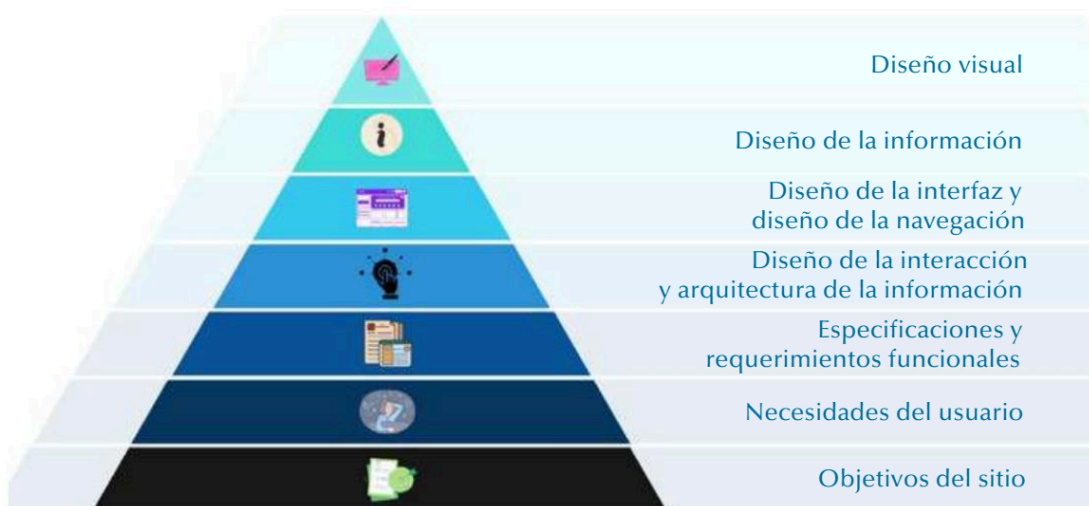 Diseño visual
Diseño de la información
Diseño de la interfaz y
diseño de la navegación
Diseño de la interacción
y arquitectura de la información
Especificaciones y
requerimientos funcionales
Necesidades del usuario
Objetivos del sitio